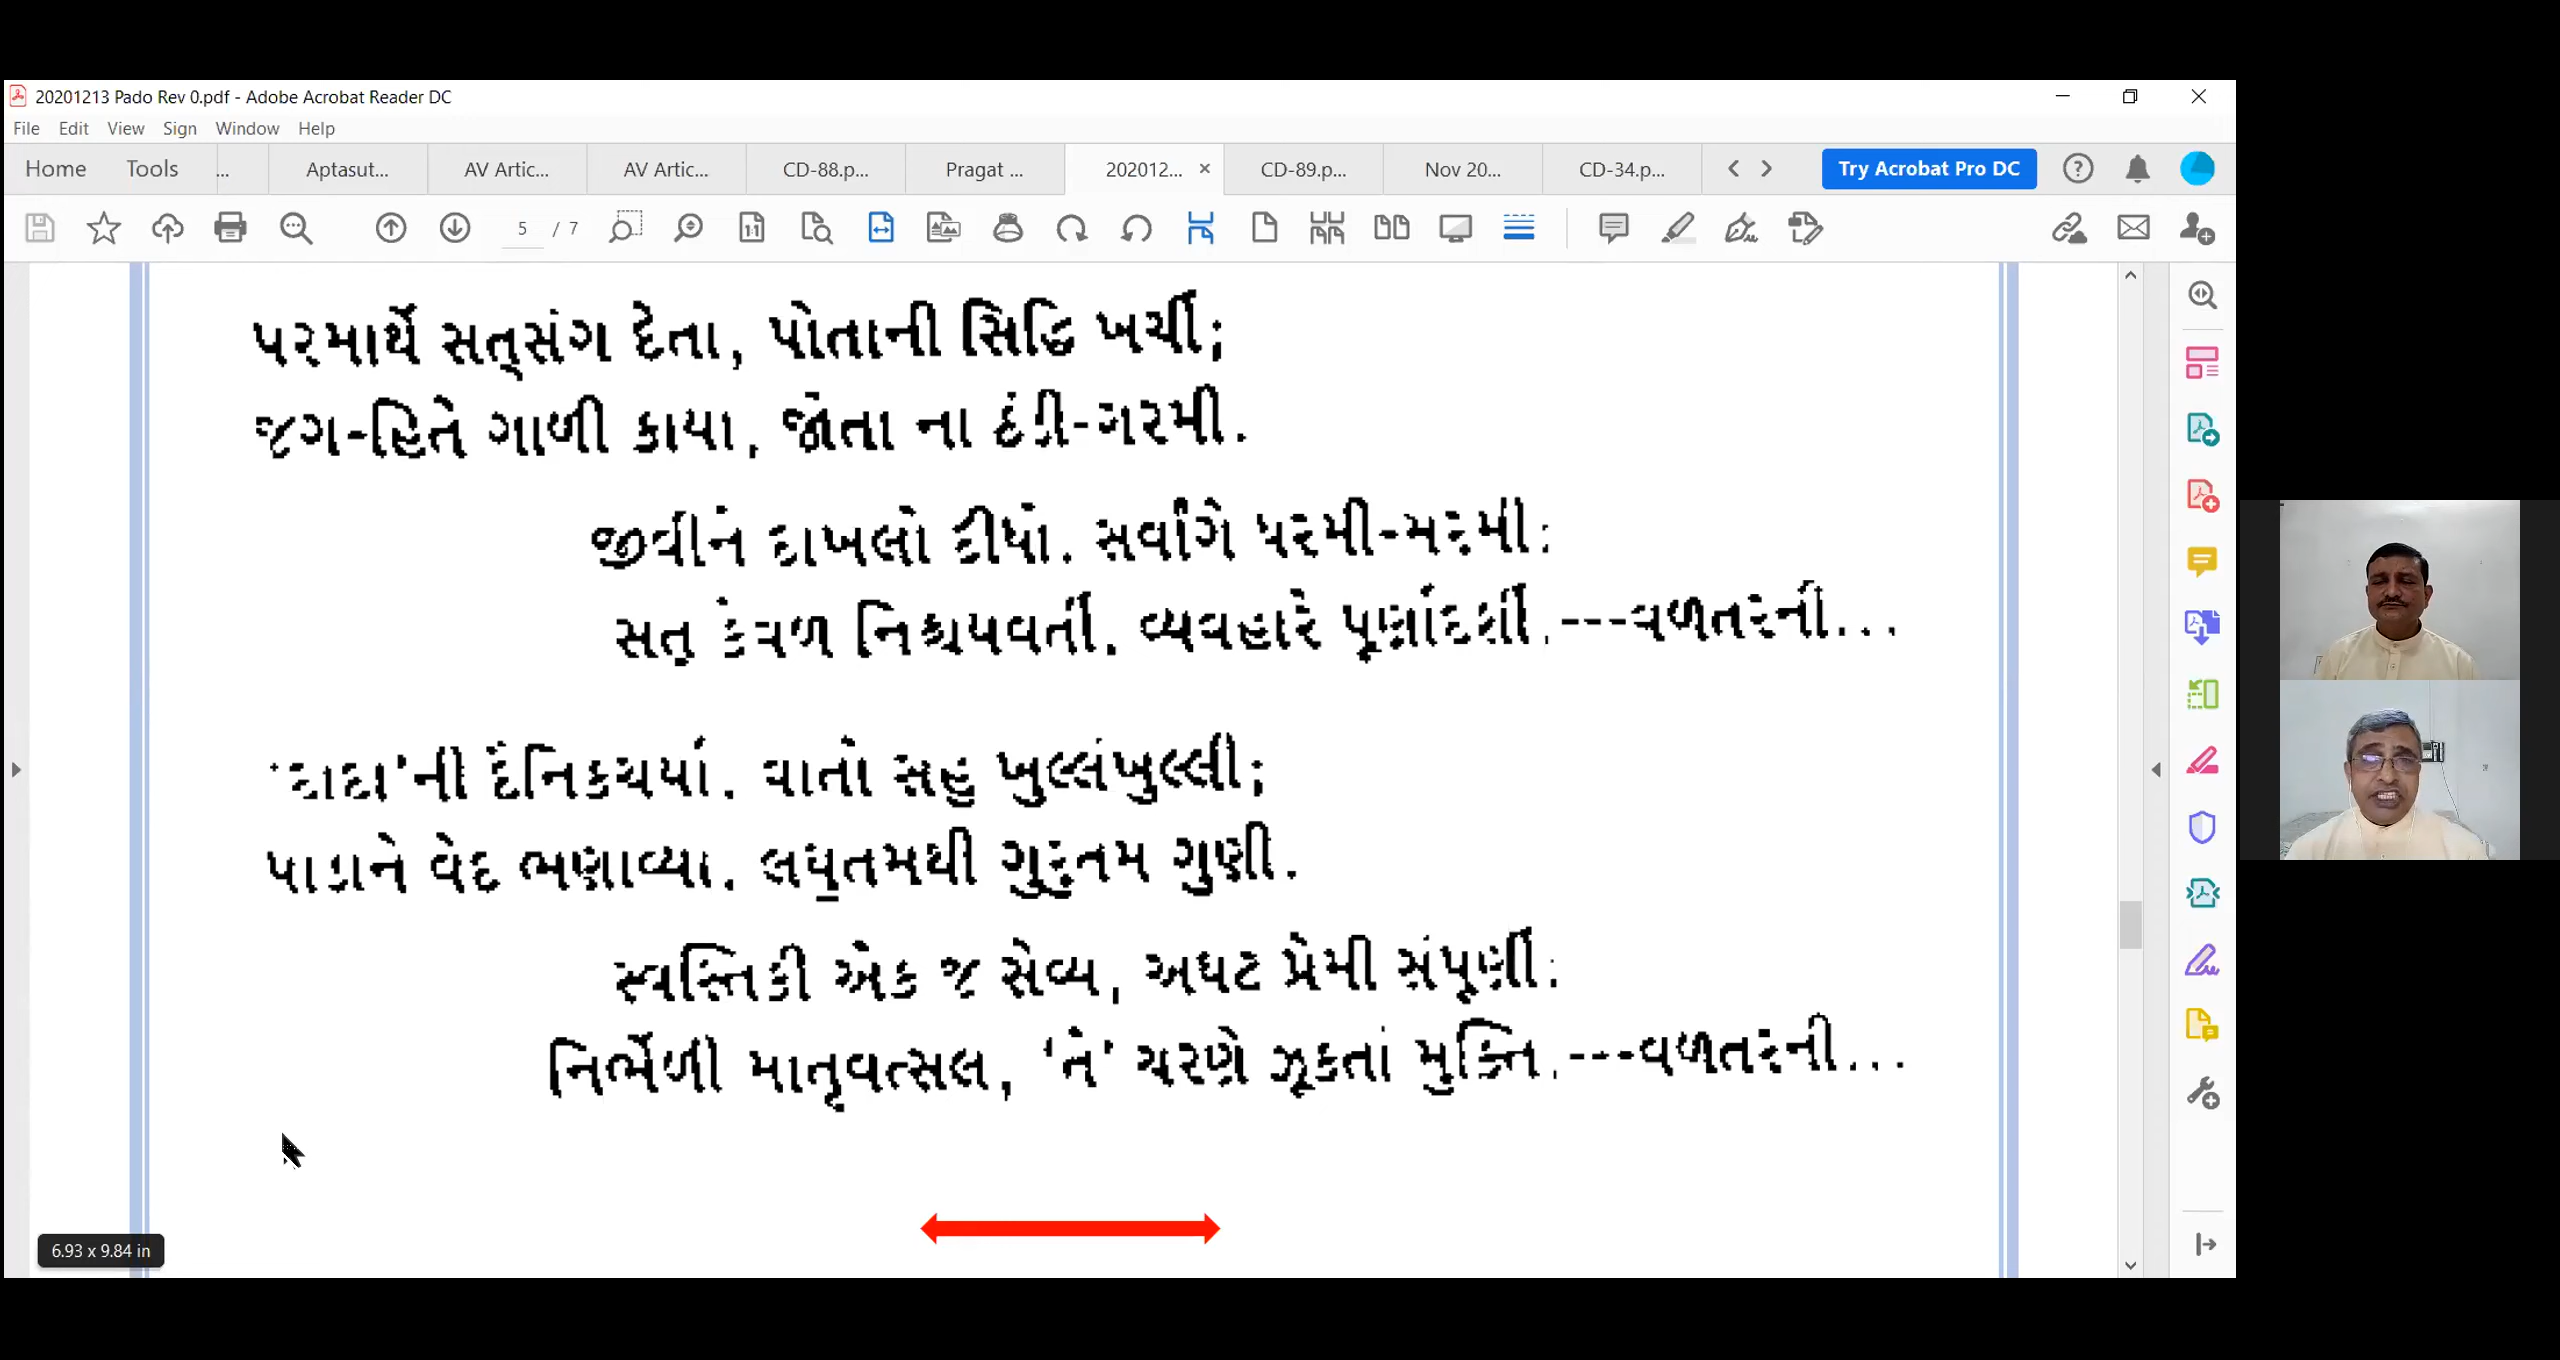 20201213 Pado Rev 0.pdf - Adobe Acrobat Reader DC
File Edit View Sign Window Help
Home Tools ... Aptasut... AV Artic... AV Artic... CD-88.p... Pragat ... 202012... × CD-89.p... Nov 20... CD-34.p... Try Acrobat Pro DC
5 / 7
પરમાર્થે સત્સંગ દેતા, પોતાની સિદ્ધિ ખર્ચી;
જગ-હિતે ગાળી કાયા, જોતા ના ઠંડી-ગરમી.
જીવીને દાખલો દીધો, સર્વાંગે ધરમી-મરમી;
સત્ કેવળ નિશ્ચયવર્તી, વ્યવહારે પૂર્ણાદર્શી.---વળતરની...
'દાદા'ની દૈનિકચર્યા, વાતો સહુ ખુલ્લંખુલ્લી;
પાડાને વેદ ભણાવ્યા, લઘુતમથી ગુરુતમ ગુણી.
સ્વસ્તિકી એક જ સેવ્ય, અઘટ પ્રેમી સંપૂર્ણી;
નિર્ભેળી માતૃવત્સલ, 'તે' ચરણે ઝૂકતાં મુક્તિ.---વળતરની...
6.93 x 9.84 in